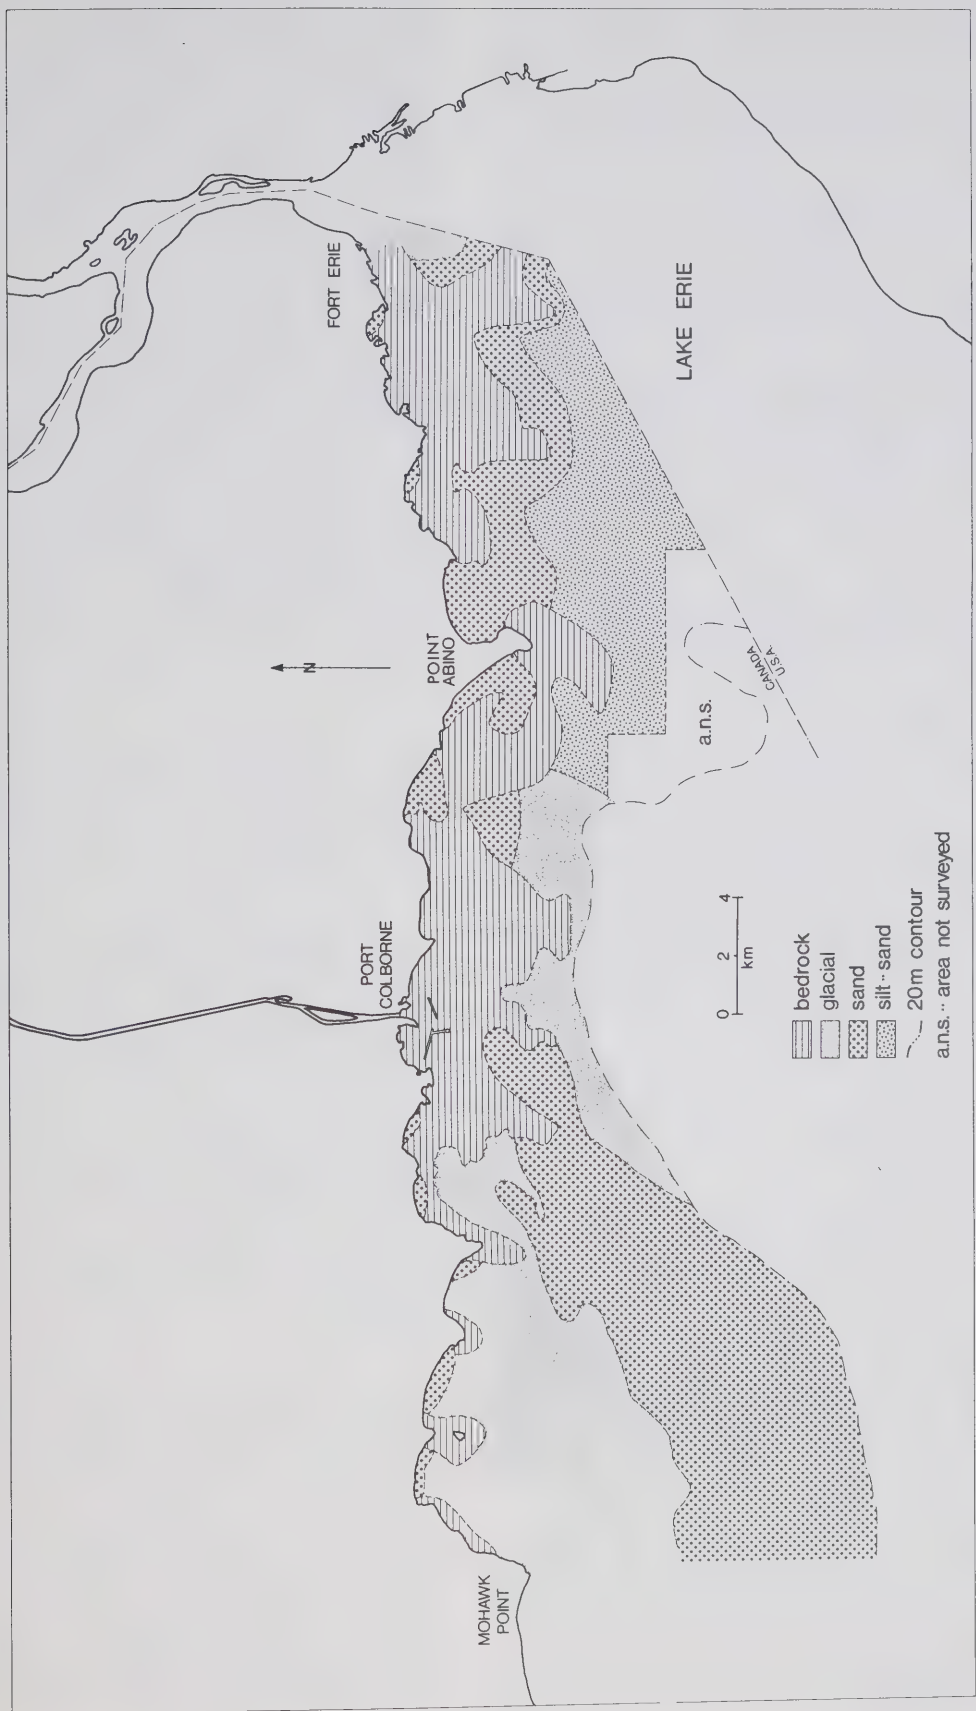 FORT ERIE
LAKE ERIE
N
POINT
ABINO
CANADA
U.S.A.
a.n.s.
PORT
COLBORNE
0 2 4
km
bedrock
glacial
sand
silt - sand
20m contour
a.n.s. - area not surveyed
MOHAWK
POINT